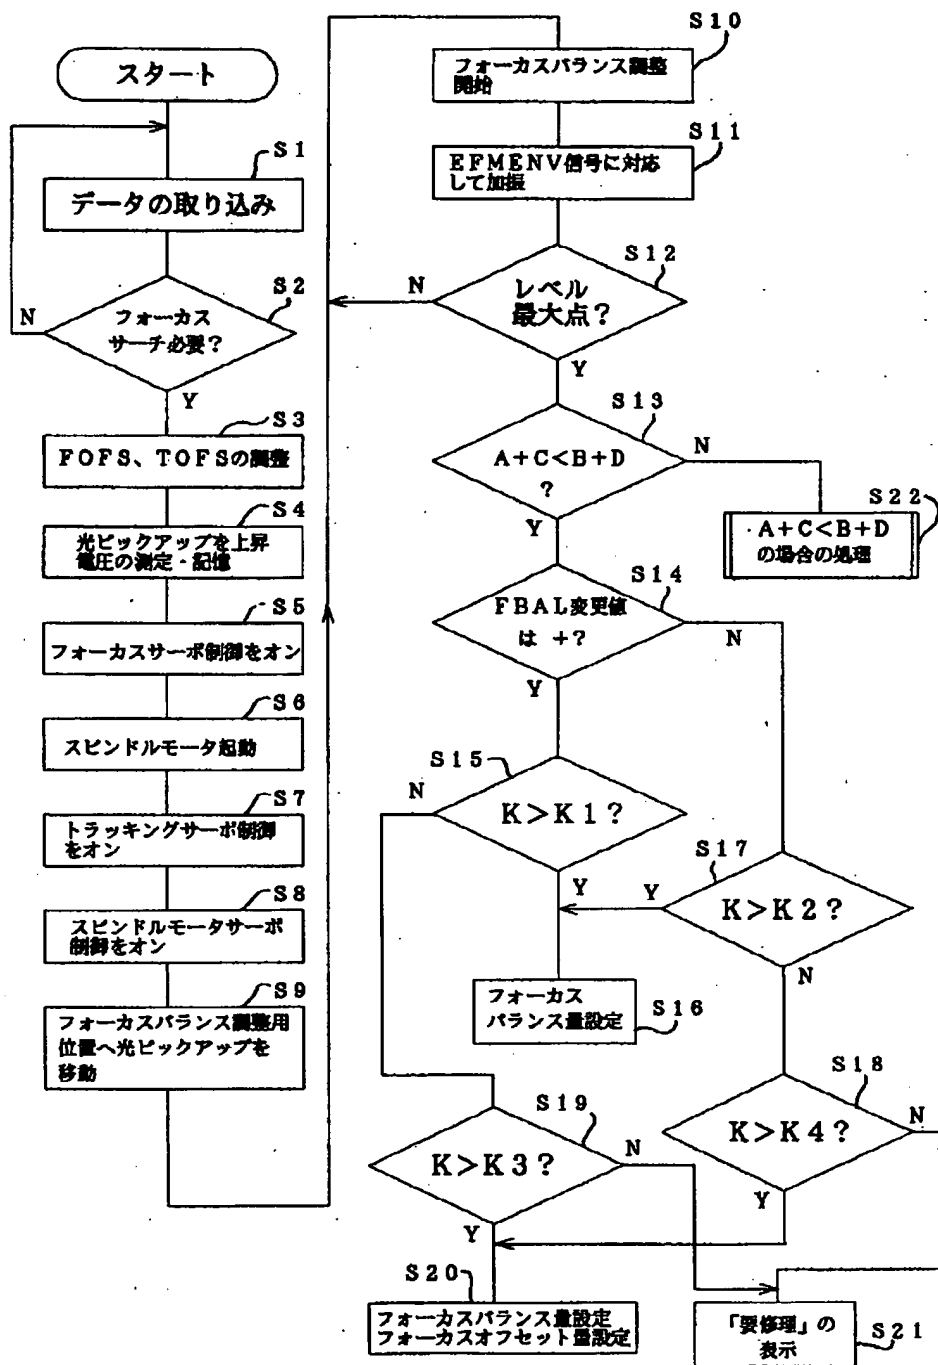 スタート
S1
データの取り込み
S2
フォーカス
サーチ必要?
N
Y
S3
FOFS、TOFSの調整
S4
光ピックアップを上昇
電圧の測定・記憶
S5
フォーカスサーボ制御をオン
S6
スピンドルモータ起動
S7
トラッキングサーボ制御
をオン
S8
スピンドルモータサーボ
制御をオン
S9
フォーカスバランス調整用
位置へ光ピックアップを
移動
S10
フォーカスバランス調整
開始
S11
EFMENV信号に対応
して加振
S12
レベル
最大点?
N
Y
S13
A+C<B+D
?
N
Y
S22
A+C<B+D
の場合の処理
S14
FBAL変更値
は +?
N
Y
S15
K>K1?
N
Y
S17
K>K2?
Y
N
フォーカス
バランス量設定
S16
S18
K>K4?
N
Y
S19
K>K3?
N
Y
S20
フォーカスバランス量設定
フォーカスオフセット量設定
「要修理」の
表示
S21